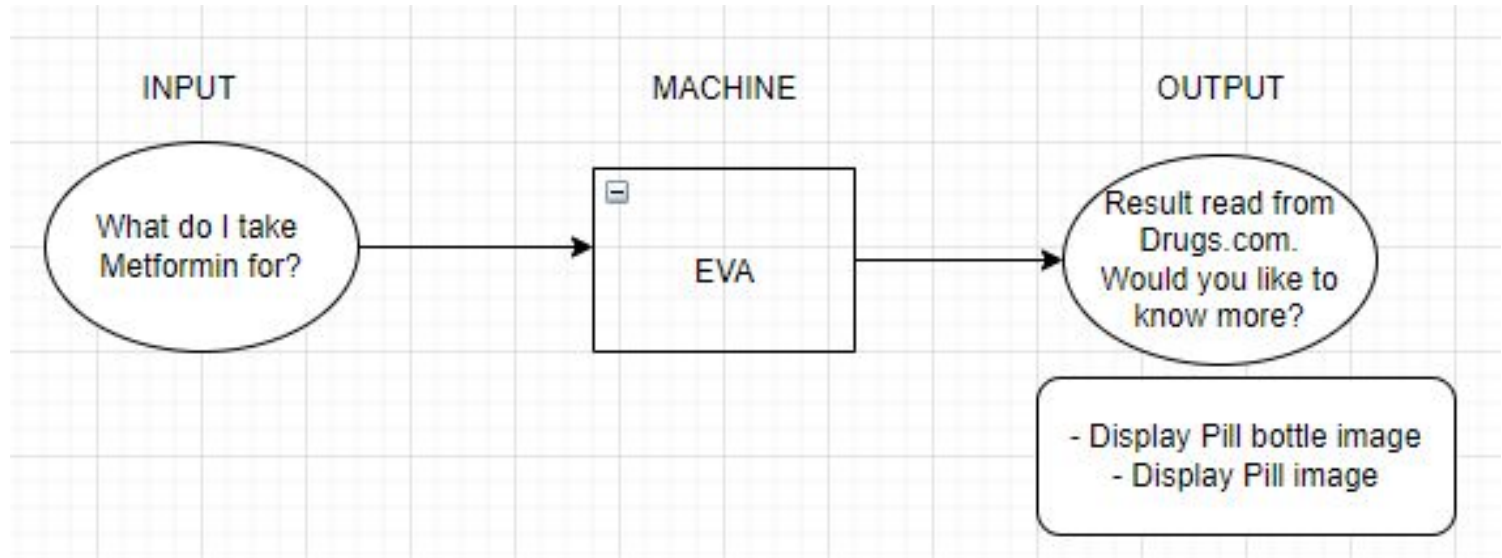 INPUT
MACHINE
OUTPUT
What do I take
Metformin for?
EVA
Result read from
Drugs.com.
Would you like to
know more?
- Display Pill bottle image
- Display Pill image